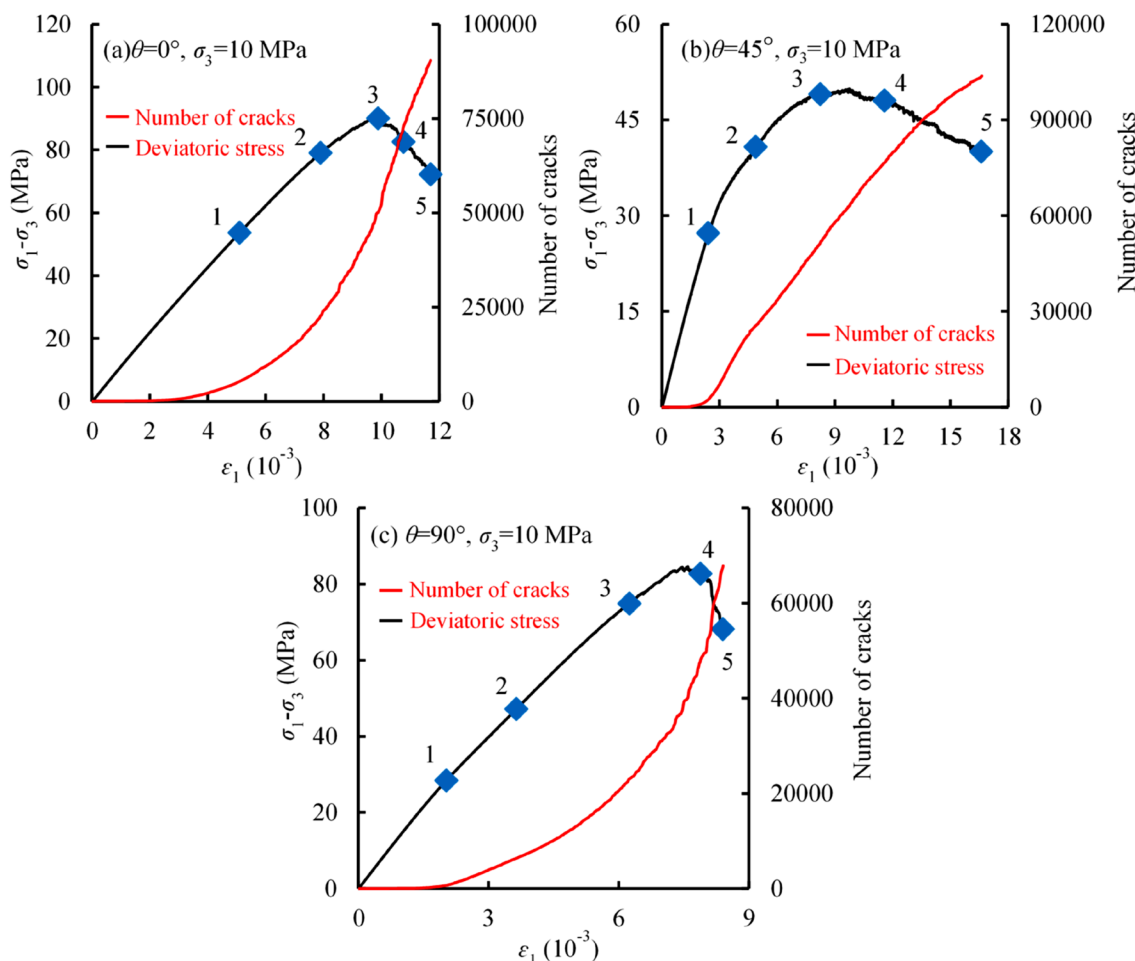 (a)θ=0°, σ3=10 MPa
Number of cracks
Deviatoric stress
1
2
3
4
5
0
20
40
60
80
100
120
σ1-σ3 (MPa)
0
25000
50000
75000
100000
Number of cracks
0 2 4 6 8 10 12
ε1 (10-3)
(b)θ=45°, σ3=10 MPa
1
2
3
4
5
Number of cracks
Deviatoric stress
0
15
30
45
60
σ1-σ3 (MPa)
0
30000
60000
90000
120000
Number of cracks
0 3 6 9 12 15 18
ε1 (10-3)
(c) θ=90°, σ3=10 MPa
Number of cracks
Deviatoric stress
1
2
3
4
5
0
20
40
60
80
100
σ1-σ3 (MPa)
0
20000
40000
60000
80000
Number of cracks
0 3 6 9
ε1 (10-3)